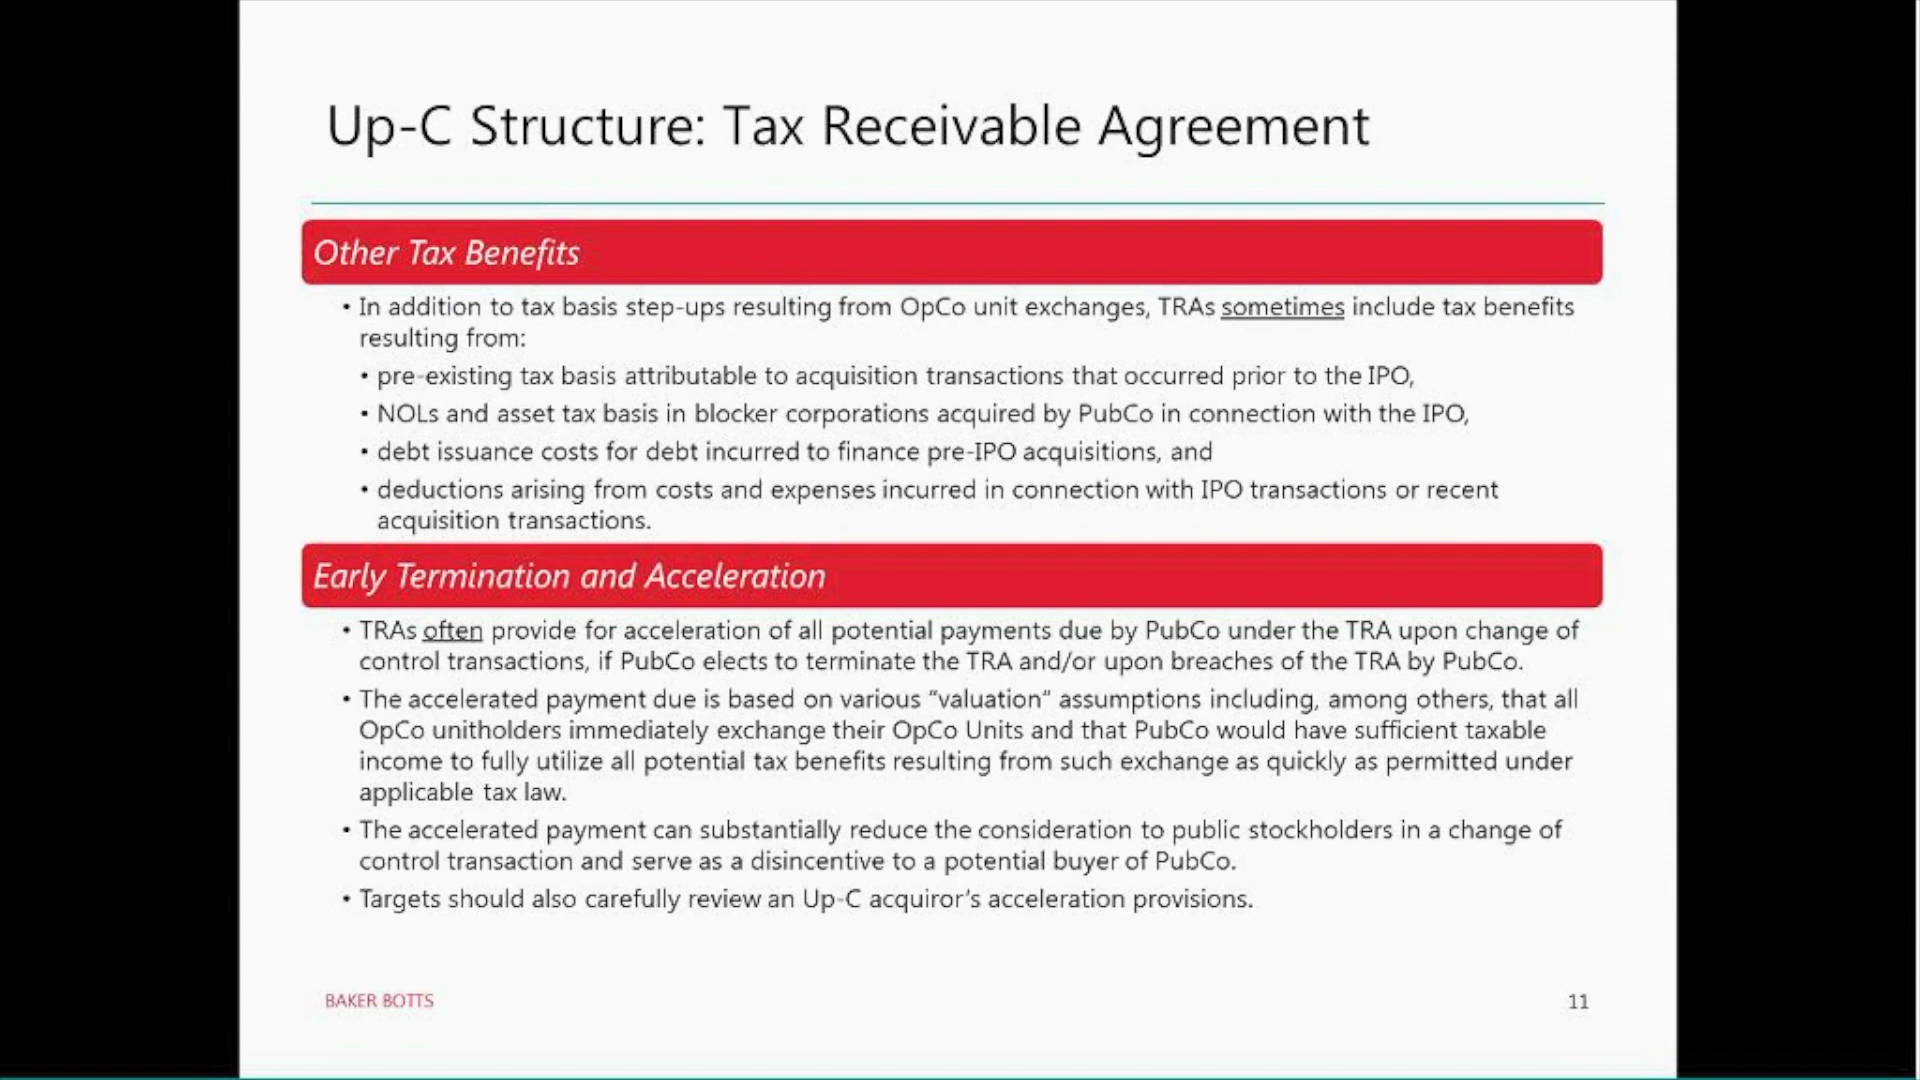 Up-C Structure: Tax Receivable Agreement
Other Tax Benefits
• In addition to tax basis step-ups resulting from OpCo unit exchanges, TRAs sometimes include tax benefits
resulting from:
• pre-existing tax basis attributable to acquisition transactions that occurred prior to the IPO,
• NOLs and asset tax basis in blocker corporations acquired by PubCo in connection with the IPO,
• debt issuance costs for debt incurred to finance pre-IPO acquisitions, and
• deductions arising from costs and expenses incurred in connection with IPO transactions or recent
acquisition transactions.
Early Termination and Acceleration
• TRAs often provide for acceleration of all potential payments due by PubCo under the TRA upon change of
control transactions, if PubCo elects to terminate the TRA and/or upon breaches of the TRA by PubCo.
• The accelerated payment due is based on various "valuation" assumptions including, among others, that all
OpCo unitholders immediately exchange their OpCo Units and that PubCo would have sufficient taxable
income to fully utilize all potential tax benefits resulting from such exchange as quickly as permitted under
applicable tax law.
• The accelerated payment can substantially reduce the consideration to public stockholders in a change of
control transaction and serve as a disincentive to a potential buyer of PubCo.
• Targets should also carefully review an Up-C acquiror's acceleration provisions.
BAKER BOTTS
11